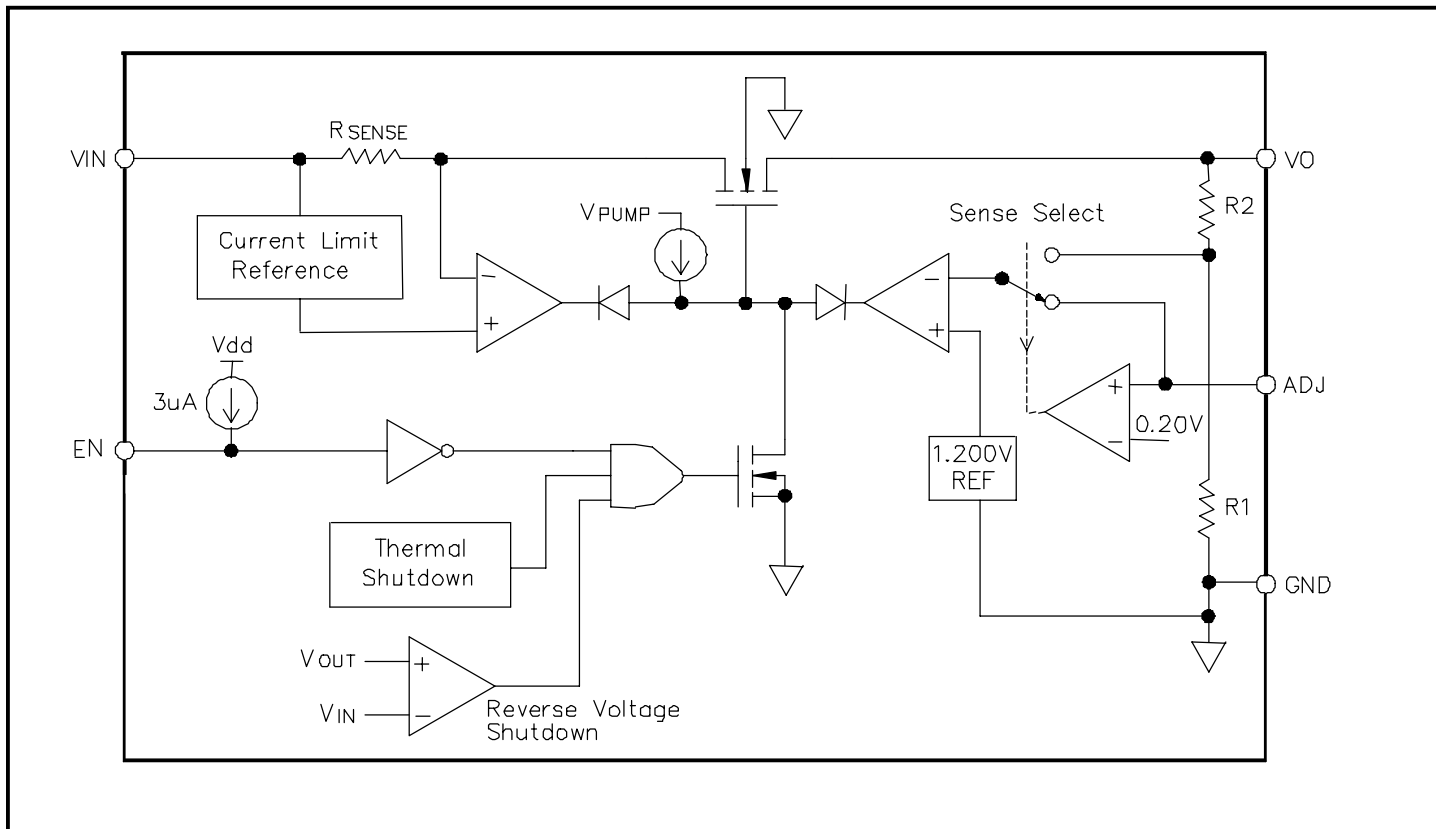 RSENSE
VIN
VO
VPUMP
R2
Sense Select
Current Limit
Reference
−
+
−
+
Vdd
3uA
ADJ
+
0.20V
−
EN
1.200V
REF
R1
Thermal
Shutdown
GND
VOUT
+
VIN
−
Reverse Voltage
Shutdown